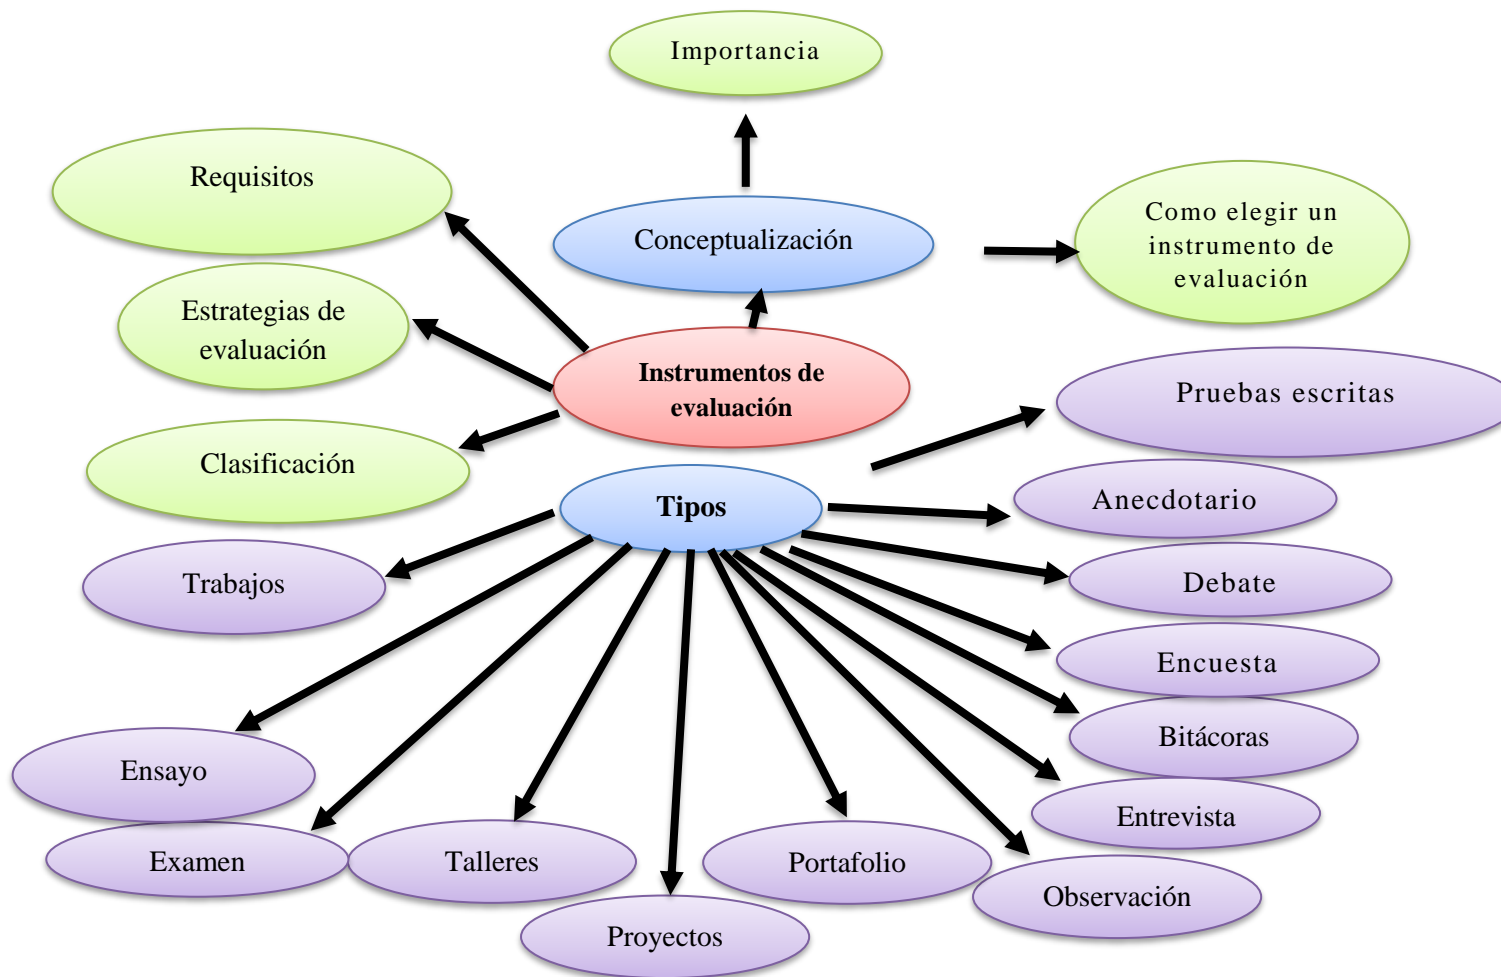 Importancia
Requisitos
Conceptualización
Como elegir un
instrumento de
evaluación
Estrategias de
evaluación
Instrumentos de
evaluación
Pruebas escritas
Clasificación
Tipos
Anecdotario
Trabajos
Debate
Encuesta
Bitácoras
Ensayo
Entrevista
Examen
Talleres
Portafolio
Observación
Proyectos